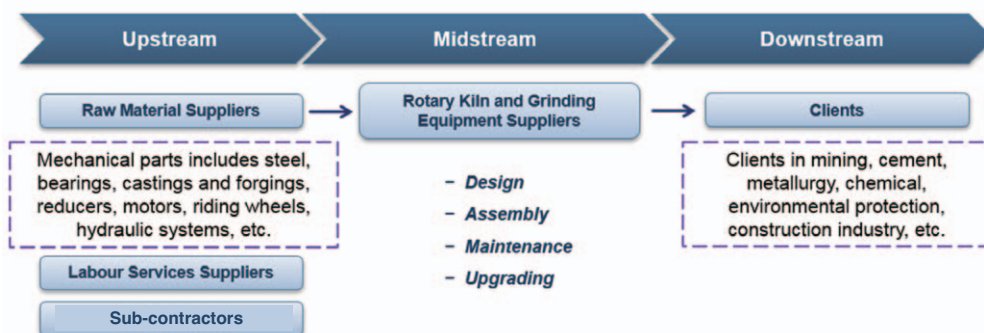 Upstream
Midstream
Downstream
Raw Material Suppliers
Mechanical parts includes steel,
bearings, castings and forgings,
reducers, motors, riding wheels,
hydraulic systems, etc.
Labour Services Suppliers
Sub-contractors
Rotary Kiln and Grinding
Equipment Suppliers
– Design
– Assembly
– Maintenance
– Upgrading
Clients
Clients in mining, cement,
metallurgy, chemical,
environmental protection,
construction industry, etc.